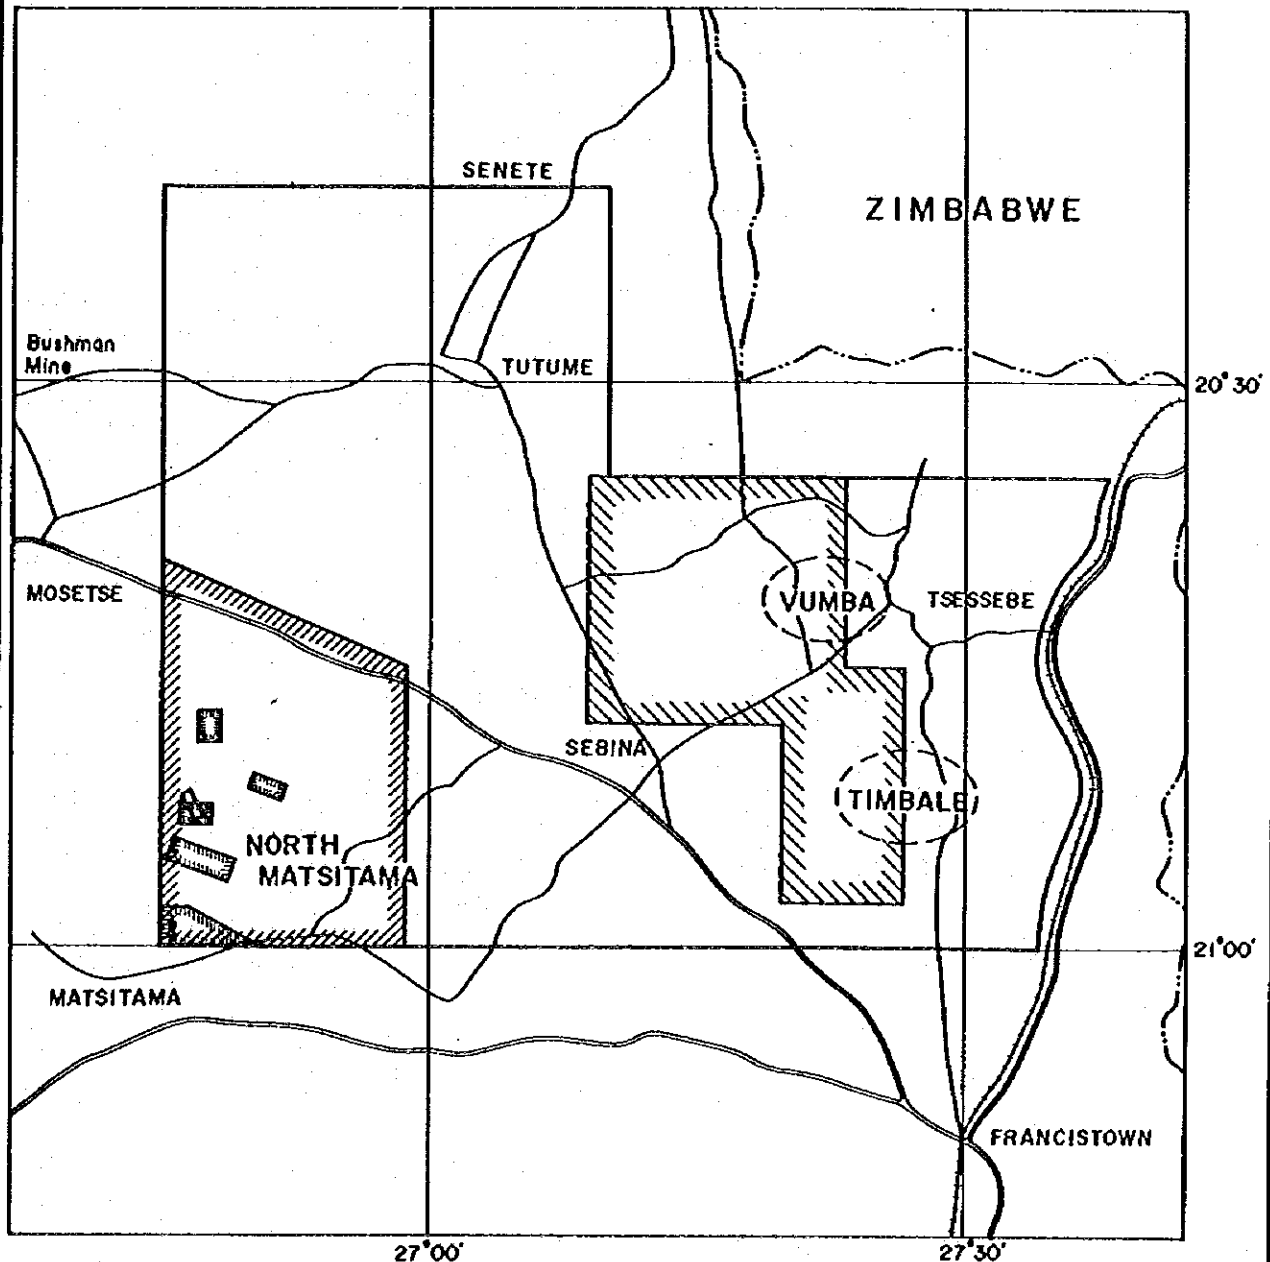 SENETE
ZIMBABWE
Bushman
Mine
TUTUME
20°30'
MOSETSE
VUMBA
TSESSEBE
SEBINA
TIMBALE
NORTH
MATSITAMA
21°00'
MATSITAMA
FRANCISTOWN
27°00'
27°30'